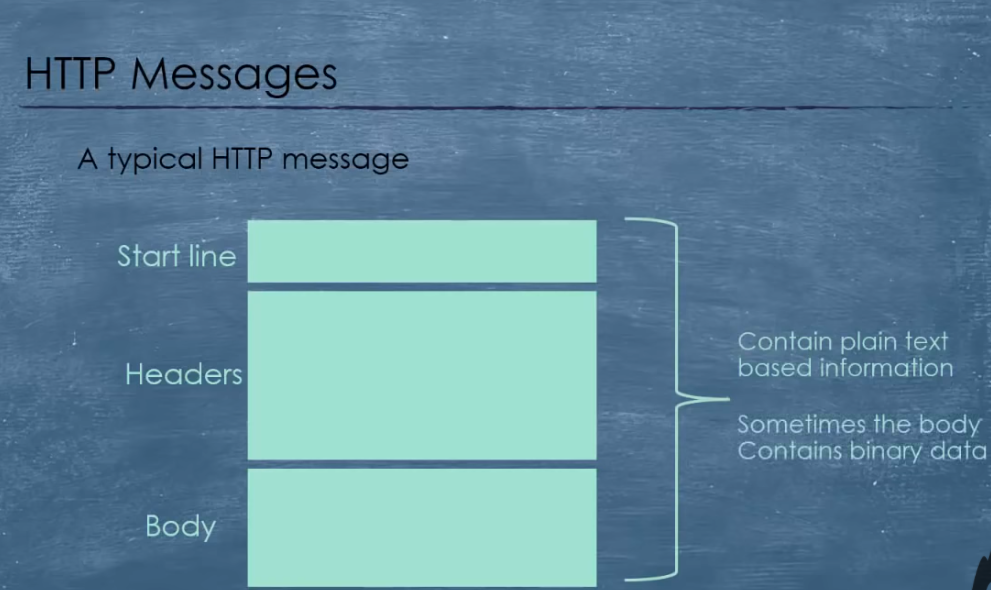 HTTP Messages
A typical HTTP message
Start line
Headers
Body
Contain plain text
based information
Sometimes the body
Contains binary data